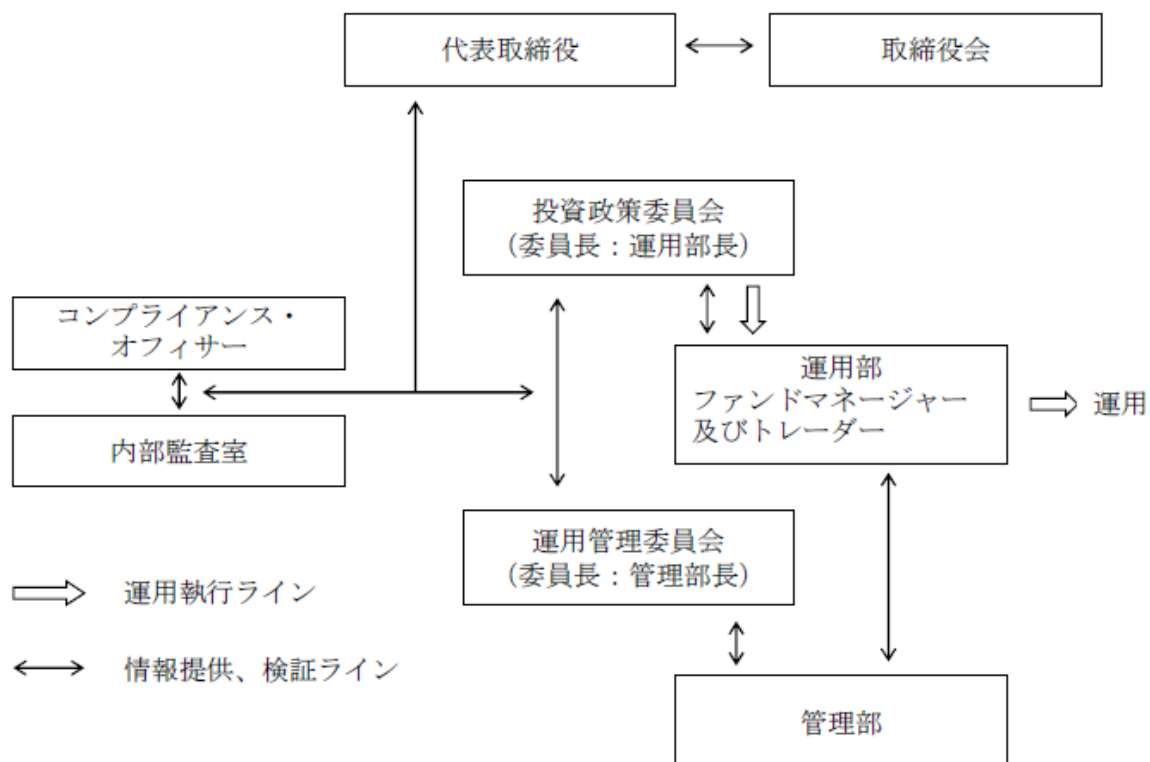 代表取締役
取締役会
投資政策委員会
(委員長：運用部長)
コンプライアンス・
オフィサー
内部監査室
運用部
ファンドマネージャー
及びトレーダー
運用
運用管理委員会
(委員長：管理部長)
運用執行ライン
情報提供、検証ライン
管理部